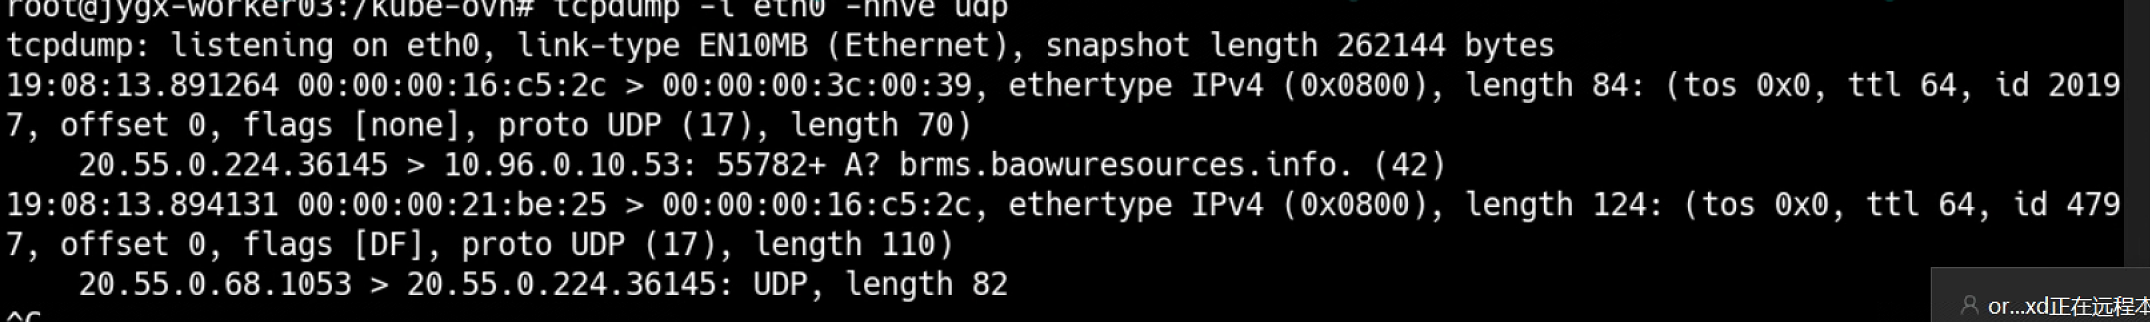 root@jygx-worker03:/kube-ovn# tcpdump -i eth0 -nnve udp
tcpdump: listening on eth0, link-type EN10MB (Ethernet), snapshot length 262144 bytes
19:08:13.891264 00:00:00:16:c5:2c > 00:00:00:3c:00:39, ethertype IPv4 (0x0800), length 84: (tos 0x0, ttl 64, id 2019
7, offset 0, flags [none], proto UDP (17), length 70)
20.55.0.224.36145 > 10.96.0.10.53: 55782+ A? brms.baowuresources.info. (42)
19:08:13.894131 00:00:00:21:be:25 > 00:00:00:16:c5:2c, ethertype IPv4 (0x0800), length 124: (tos 0x0, ttl 64, id 479
7, offset 0, flags [DF], proto UDP (17), length 110)
20.55.0.68.1053 > 20.55.0.224.36145: UDP, length 82
^C
or...xd正在远程本